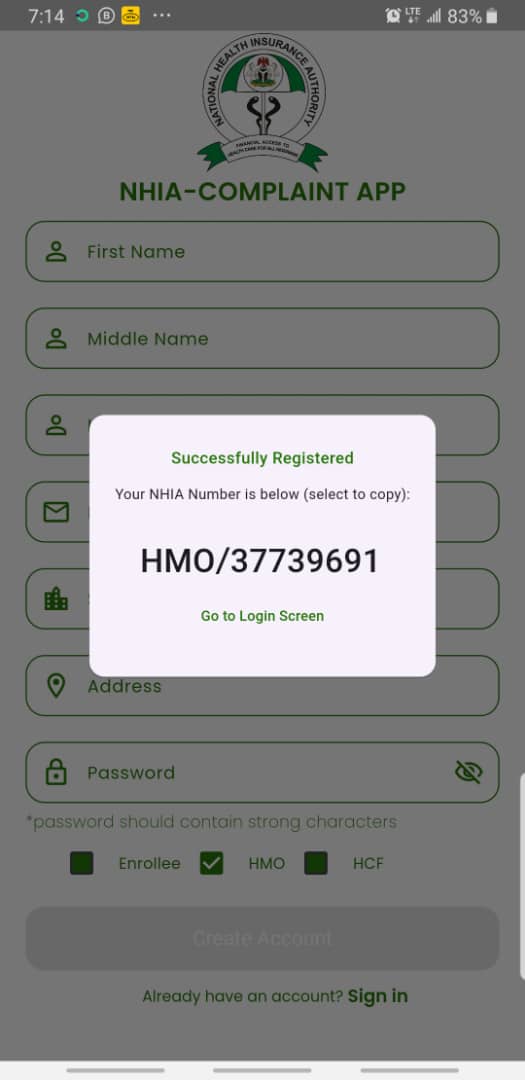 7:14
LTE
83%
NATIONAL HEALTH INSURANCE AUTHORITY
FINANCIAL ACCESS TO
HEALTH CARE FOR ALL NIGERIANS
NHIA-COMPLAINT APP
First Name
Middle Name
Successfully Registered
Your NHIA Number is below (select to copy):
HMO/37739691
Go to Login Screen
Address
Password
*password should contain strong characters
Enrollee HMO HCF
Create Account
Already have an account? Sign in